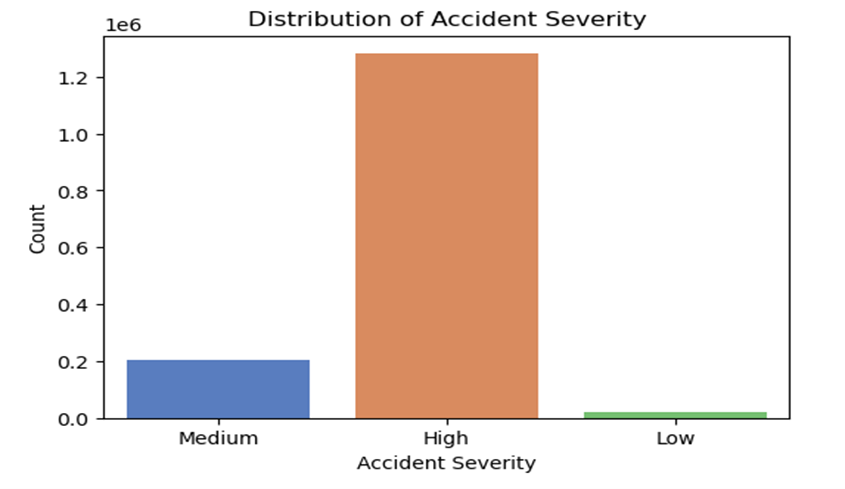 Distribution of Accident Severity
1e6
1.2
1.0
0.8
0.6
0.4
0.2
0.0
Count
Medium High Low
Accident Severity